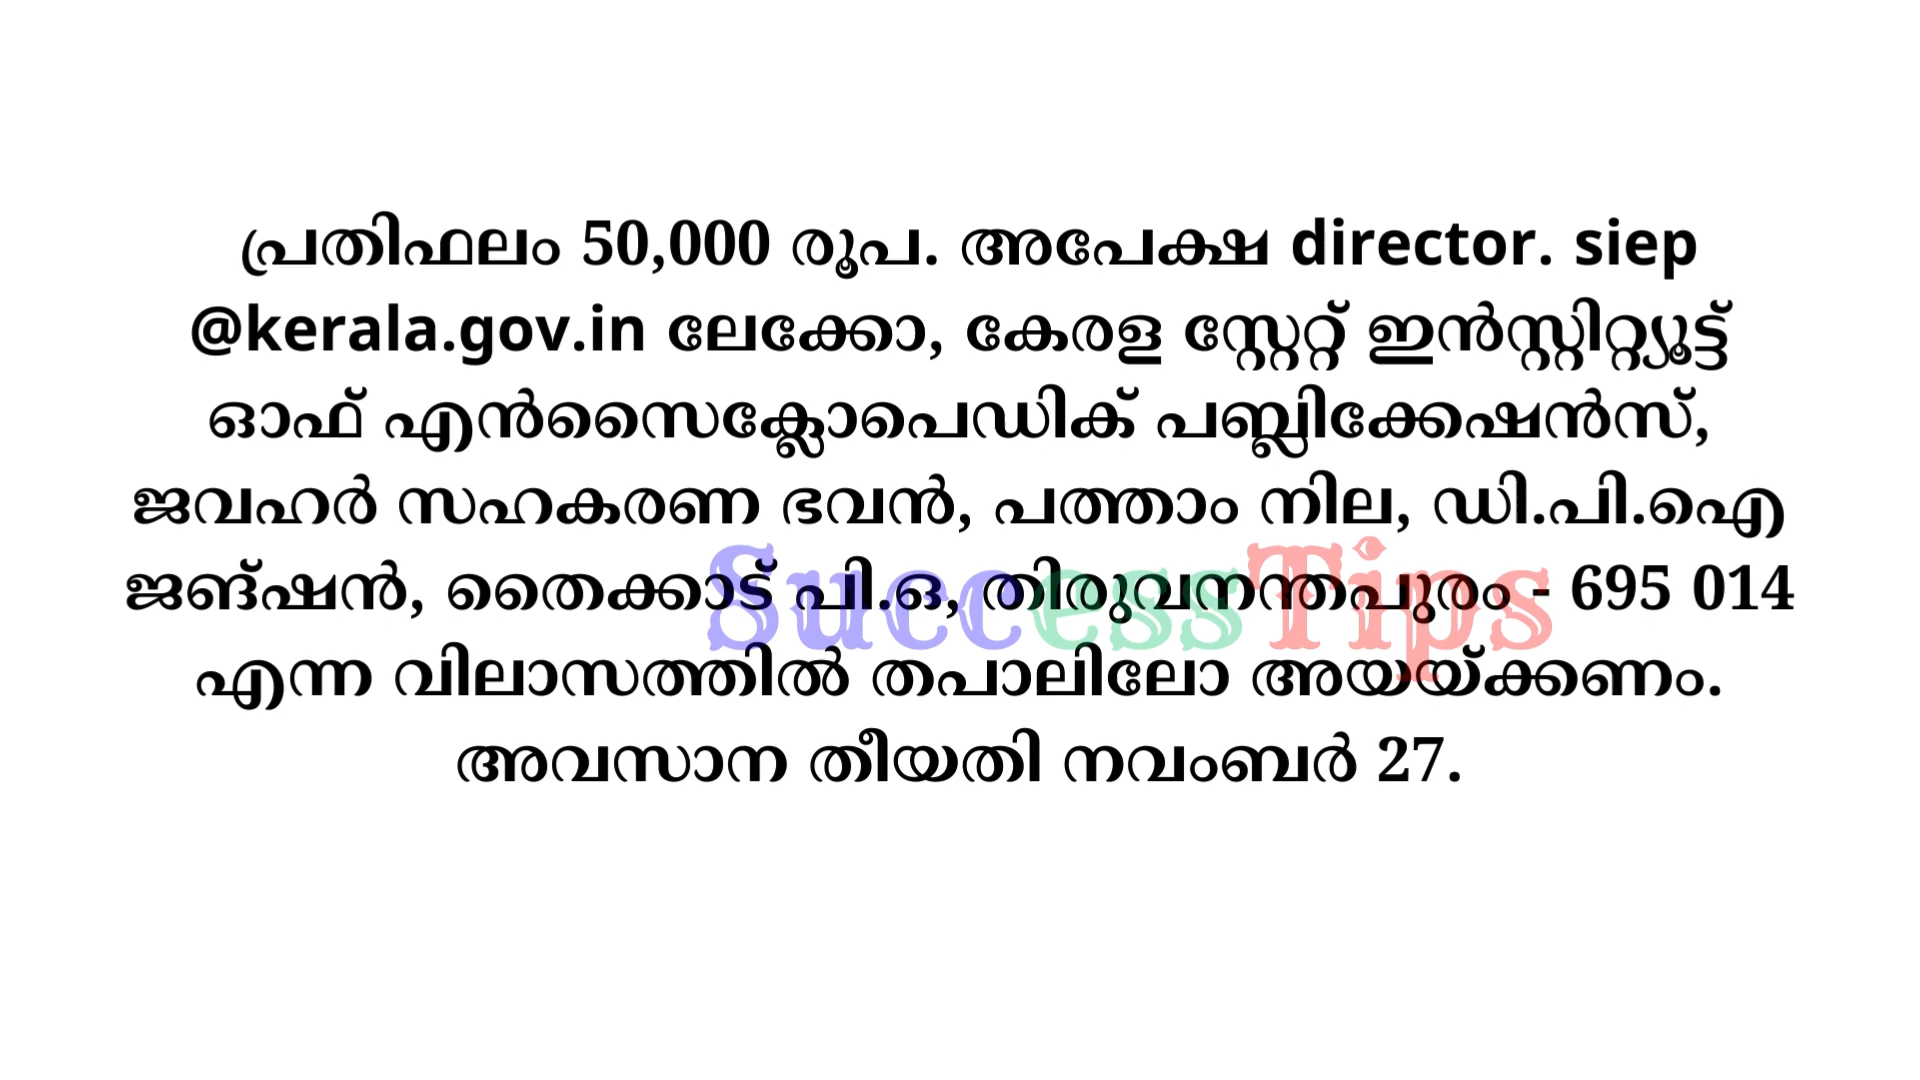 പ്രതിഫലം 50,000 രൂപ. അപേക്ഷ director. siep
@kerala.gov.in ലേക്കോ, കേരള സ്റ്റേറ്റ് ഇൻസ്റ്റിറ്റ്യൂട്ട്
ഓഫ് എൻസൈക്ലോപെഡിക് പബ്ലിക്കേഷൻസ്,
ജവഹർ സഹകരണ ഭവൻ, പത്താം നില, ഡി.പി.ഐ
ജങ്ഷൻ, തൈക്കാട് പി.ഒ, തിരുവനന്തപുരം - 695 014
SuccessTips
എന്ന വിലാസത്തിൽ തപാലിലോ അയയ്ക്കണം.
അവസാന തീയതി നവംബർ 27.